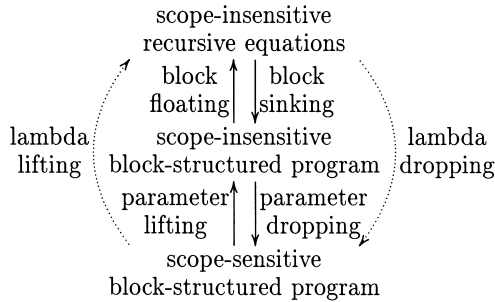 scope-insensitive
recursive equations
block block
floating sinking
scope-insensitive
block-structured program
lambda
lifting
lambda
dropping
parameter parameter
lifting dropping
scope-sensitive
block-structured program